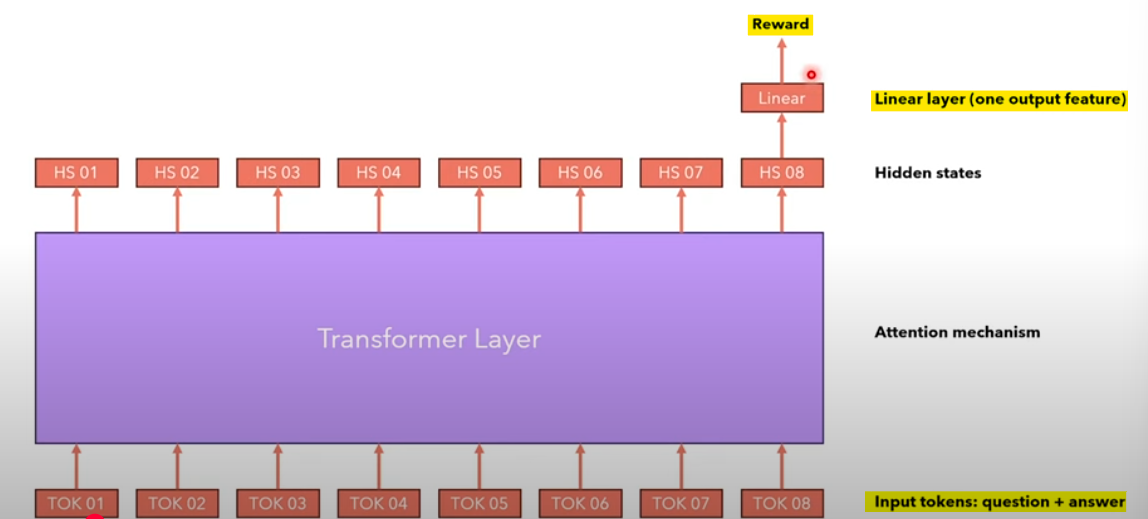 Reward
Linear
Linear layer (one output feature)
HS 01 HS 02 HS 03 HS 04 HS 05 HS 06 HS 07 HS 08
Hidden states
Transformer Layer
Attention mechanism
TOK 01 TOK 02 TOK 03 TOK 04 TOK 05 TOK 06 TOK 07 TOK 08
Input tokens: question + answer